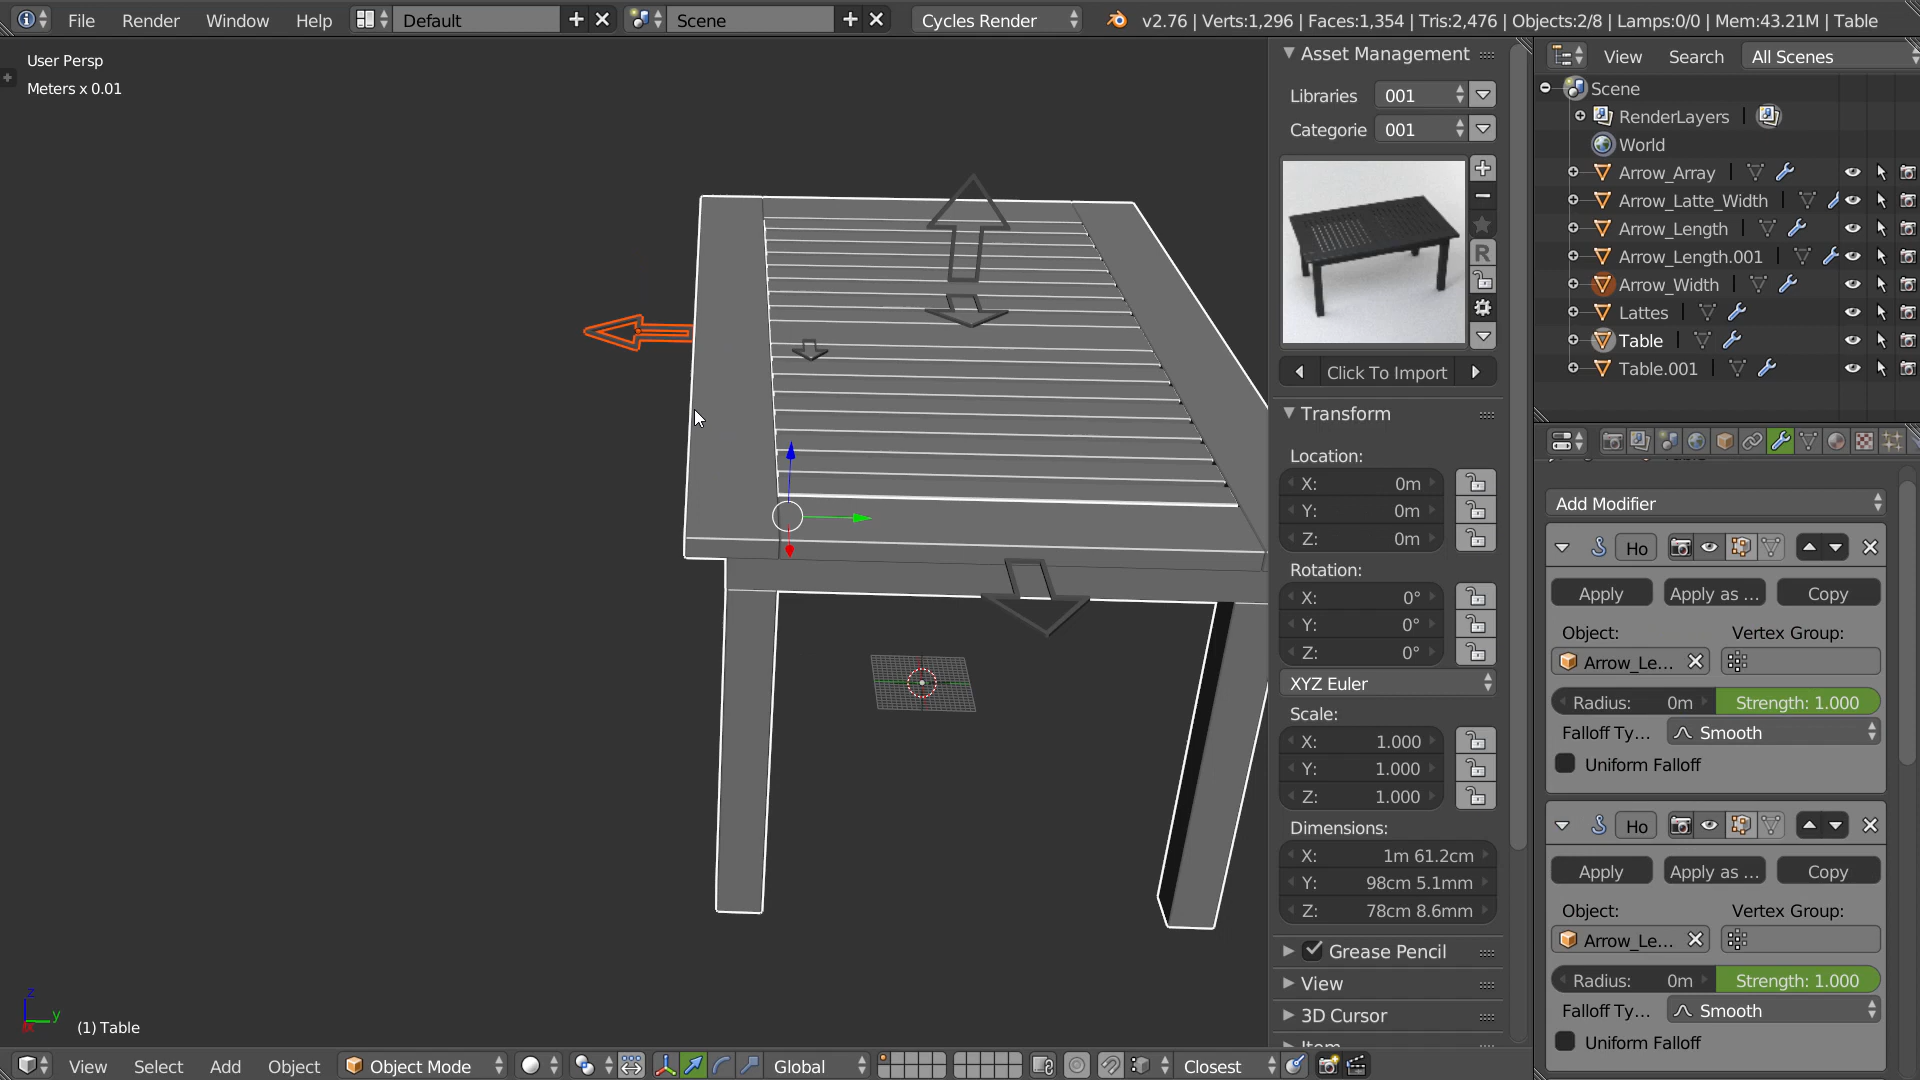 File Render Window Help Default Scene Cycles Render v2.76 | Verts:1,296 | Faces:1,354 | Tris:2,476 | Objects:2/8 | Lamps:0/0 | Mem:43.21M | Table
User Persp
Meters x 0.01
(1) Table
z
y
View Select Add Object Object Mode Global Closest
Asset Management
Libraries 001
Categorie 001
R
Click To Import
Transform
Location:
X: 0m
Y: 0m
Z: 0m
Rotation:
X: 0°
Y: 0°
Z: 0°
XYZ Euler
Scale:
X: 1.000
Y: 1.000
Z: 1.000
Dimensions:
X: 1m 61.2cm
Y: 98cm 5.1mm
Z: 78cm 8.6mm
Grease Pencil
View
3D Cursor
View Search All Scenes
Scene
RenderLayers |
World
Arrow_Array |
Arrow_Latte_Width |
Arrow_Length |
Arrow_Length.001 |
Arrow_Width |
Lattes |
Table |
Table.001 |
Add Modifier
Ho
Apply Apply as ... Copy
Object: Vertex Group:
Arrow_Le...
Radius: 0m Strength: 1.000
Falloff Ty... Smooth
Uniform Falloff
Ho
Apply Apply as ... Copy
Object: Vertex Group:
Arrow_Le...
Radius: 0m Strength: 1.000
Falloff Ty... Smooth
Uniform Falloff